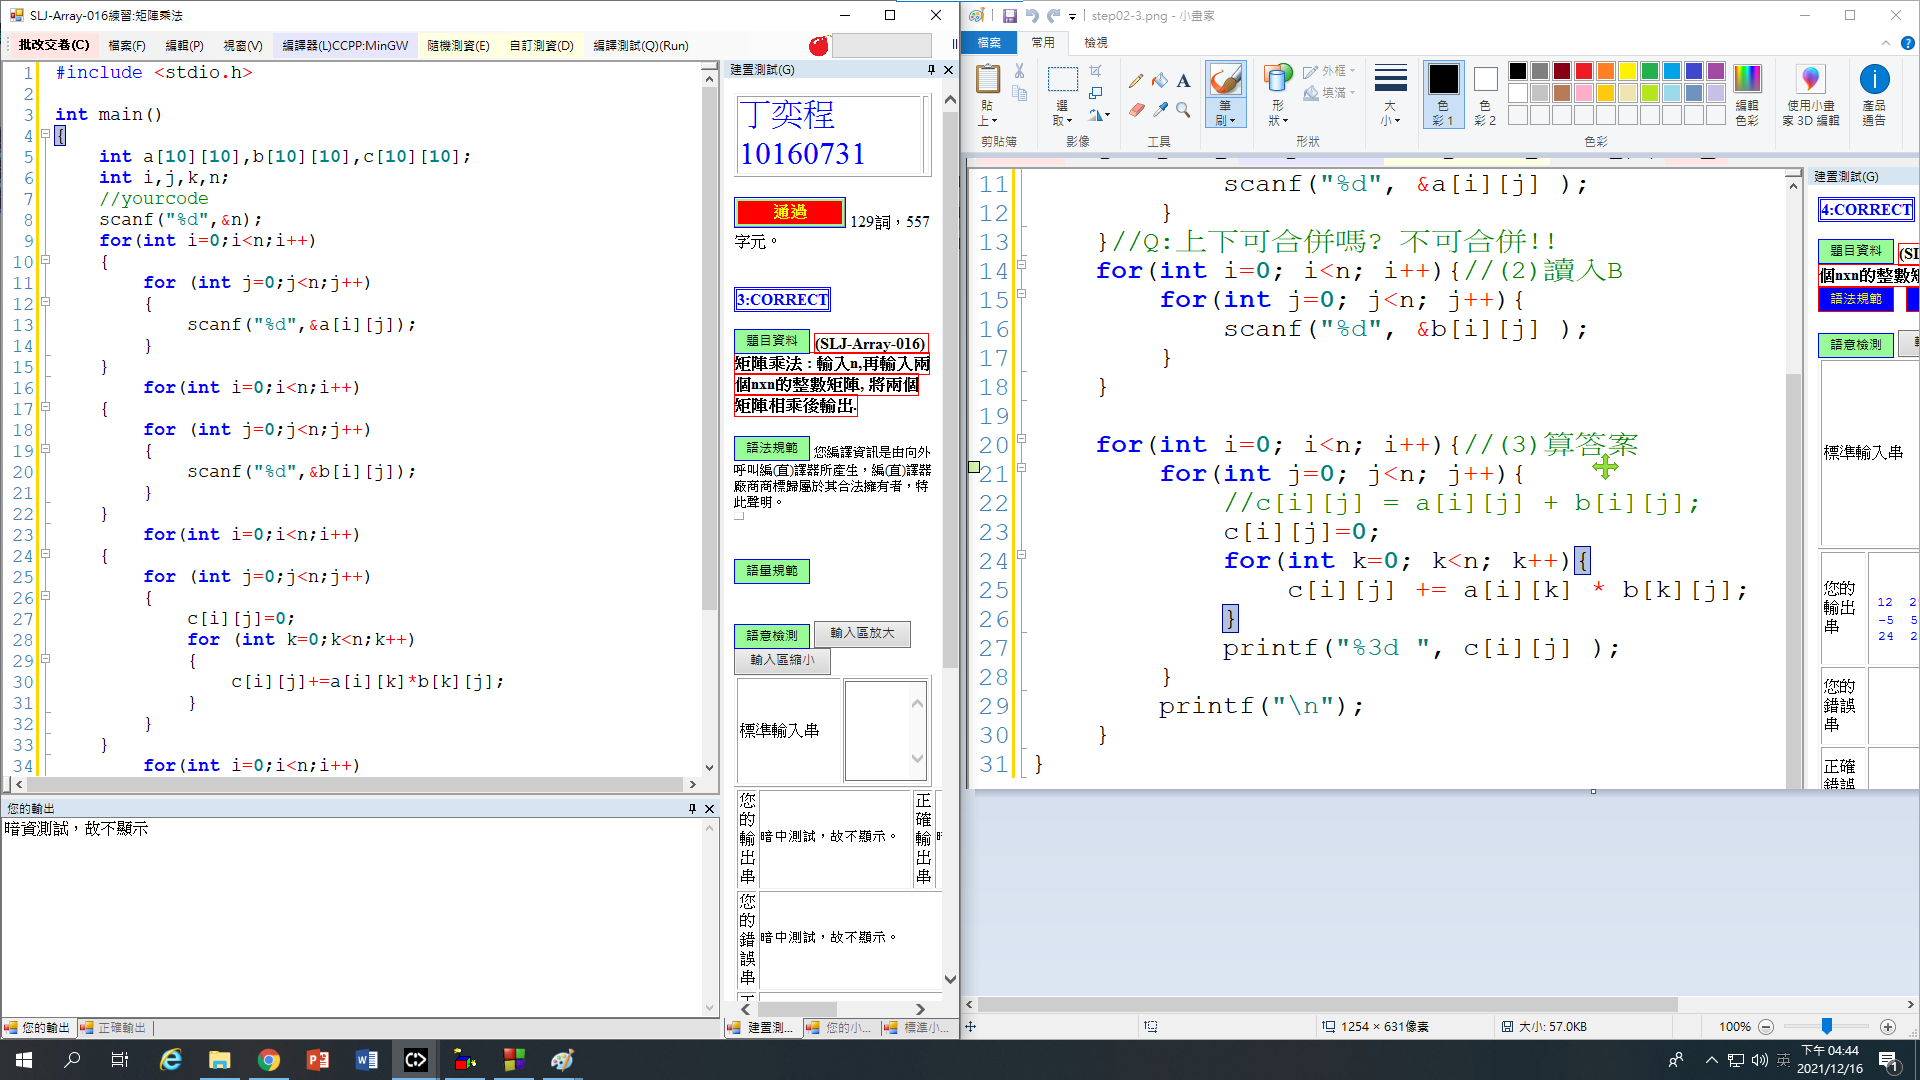 SLJ-Array-016練習:矩陣乘法
批改交卷(C) 檔案(F) 編輯(P) 視窗(V) 編譯器(L)CCPP:MinGW 隨機測資(E) 自訂測資(D) 編譯測試(Q)(Run)
1 #include <stdio.h>
2
3 int main()
4 {
5 int a[10][10],b[10][10],c[10][10];
6 int i,j,k,n;
7 //yourcode
8 scanf("%d",&n);
9 for(int i=0;i<n;i++)
10 {
11 for (int j=0;j<n;j++)
12 {
13 scanf("%d",&a[i][j]);
14 }
15 }
16 for(int i=0;i<n;i++)
17 {
18 for (int j=0;j<n;j++)
19 {
20 scanf("%d",&b[i][j]);
21 }
22 }
23 for(int i=0;i<n;i++)
24 {
25 for (int j=0;j<n;j++)
26 {
27 c[i][j]=0;
28 for (int k=0;k<n;k++)
29 {
30 c[i][j]+=a[i][k]*b[k][j];
31 }
32 }
33 }
34 for(int i=0;i<n;i++)
您的輸出
暗資測試，故不顯示
您的輸出 正確輸出
建置測試(G)
丁奕程
10160731
通過 129詞，557
字元。
3:CORRECT
題目資料 (SLJ-Array-016)
矩陣乘法 : 輸入n,再輸入兩
個nxn的整數矩陣, 將兩個
矩陣相乘後輸出.
語法規範 您編譯資訊是由向外
呼叫編(直)譯器所產生，編(直)譯器
廠商商標歸屬於其合法擁有者，特
此聲明。
語量規範
語意檢測 輸入區放大
輸入區縮小
標準輸入串
您的輸出串 暗中測試，故不顯示。 正確輸出串
您的錯誤串 暗中測試，故不顯示。
建置測... 您的小... 標準小...
step02-3.png - 小畫家
檔案 常用 檢視
貼上 剪貼簿
選取 影像
工具
筆刷
形狀 外框 填滿 形狀
大小
色彩 1 色彩 2 編輯色彩 色彩
使用小畫家 3D 編輯
產品通告
11 scanf("%d", &a[i][j] );
12 }
13 }//Q:上下可合併嗎? 不可合併!!
14 for(int i=0; i<n; i++){//(2)讀入B
15 for(int j=0; j<n; j++){
16 scanf("%d", &b[i][j] );
17 }
18 }
19
20 for(int i=0; i<n; i++){//(3)算答案
21 for(int j=0; j<n; j++){
22 //c[i][j] = a[i][j] + b[i][j];
23 c[i][j]=0;
24 for(int k=0; k<n; k++){
25 c[i][j] += a[i][k] * b[k][j];
26 }
27 printf("%3d ", c[i][j] );
28 }
29 printf("\n");
30 }
31 }
建置測試(G)
4:CORRECT
題目資料 (SL
個nxn的整數矩
語法規範
語意檢測
標準輸入串
您的輸出串
12 2
-5 5
24 2
您的錯誤串
正確
錯誤
1254 × 631像素
大小: 57.0KB
100%
英
下午 04:44
2021/12/16
1